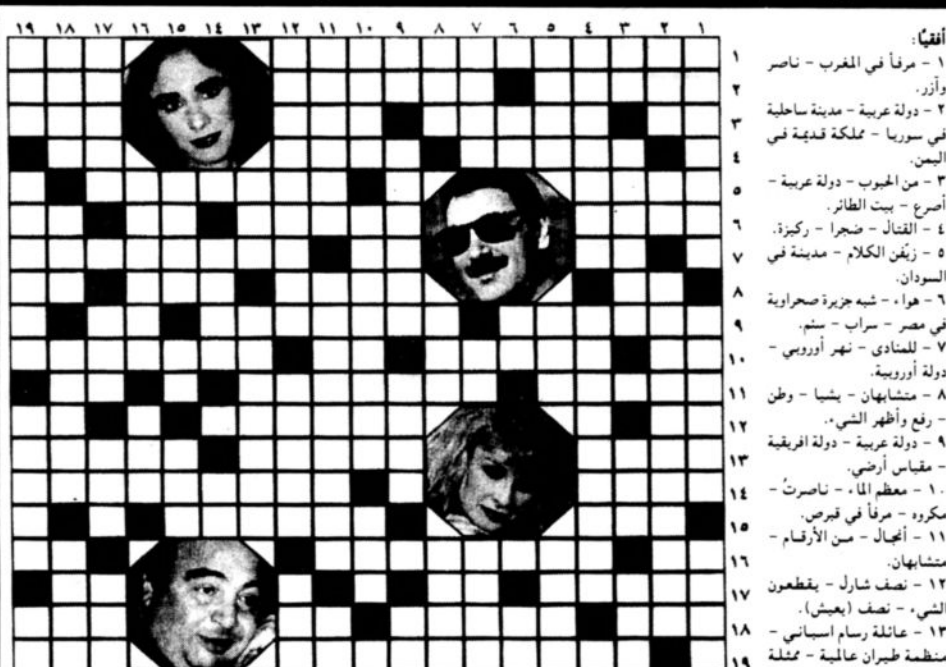 ١٩ ١٨ ١٧ ١٦ ١٥ ١٤ ١٣ ١٢ ١١ ١٠ ٩ ٨ ٧ ٦ ٥ ٤ ٣ ٢ ١
١
٢
٣
٤
٥
٦
٧
٨
٩
١٠
١١
١٢
١٣
١٤
١٥
١٦
١٧
١٨
١٩
أفقيًا:
١ - مرفأ في المغرب - ناصر
وآزر.
٢ - دولة عربية - مدينة ساحلية
في سوريا - مملكة قديمة في
اليمن.
٣ - من الحبوب - دولة عربية -
أصرع - بيت الطائر.
٤ - القتال - ضجرا - ركيزة.
٥ - زيّفن الكلام - مدينة في
السودان.
٦ - هواء - شبه جزيرة صحراوية
في مصر - سراب - سئم.
٧ - للمنادى - نهر أوروبي -
دولة أوروبية.
٨ - متشابهان - يشيا - وطن
- رفع وأظهر الشيء.
٩ - دولة عربية - دولة افريقية
- مقياس أرضي.
١٠ - معظم الماء - ناصرتُ -
مكروه - مرفأ في قبرص.
١١ - أنجال - من الأرقام -
متشابهان.
١٢ - نصف شارل - يقطعون
الشيء - نصف (يعيش).
١٣ - عائلة رسام اسباني -
منظمة طيران عالمية - ممثلة